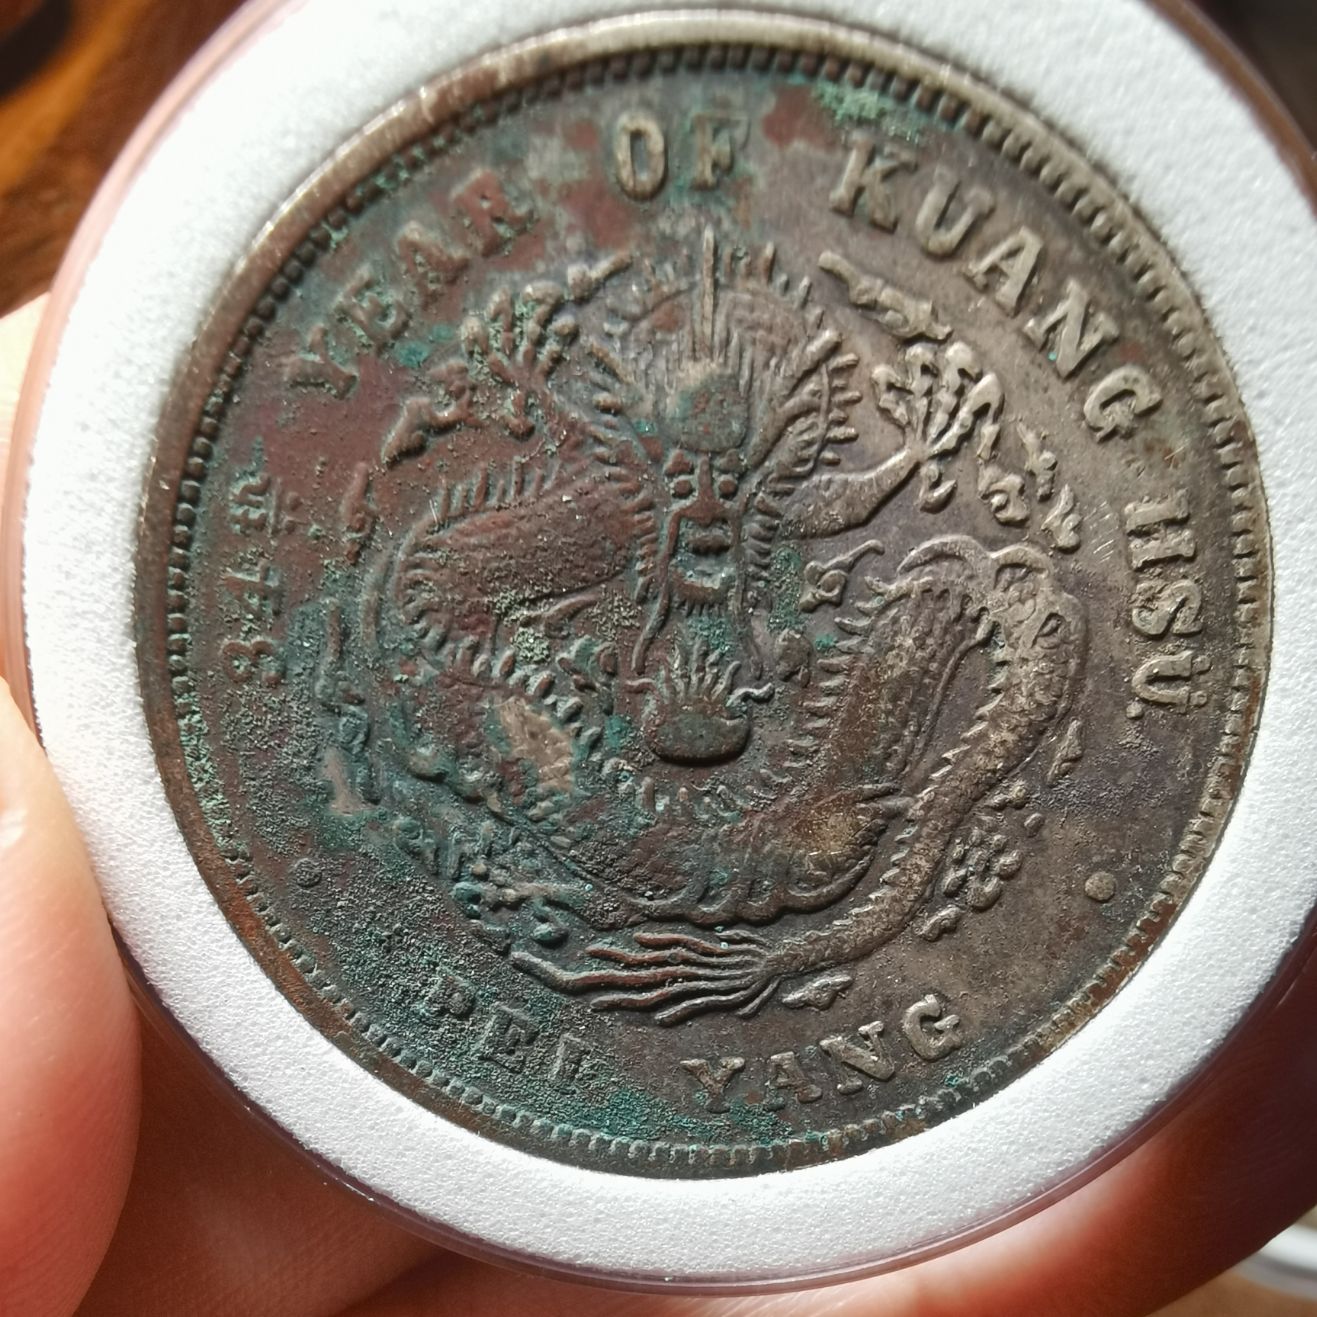 34th YEAR OF KUANG HSÜ.
PEI YANG